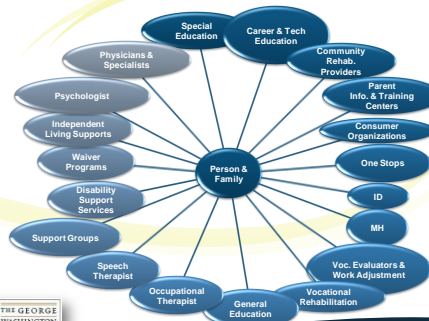 Special
Education
Career & Tech
Education
Community
Rehab.
Providers
Parent
Info. & Training
Centers
Consumer
Organizations
One Stops
ID
MH
Voc. Evaluators &
Work Adjustment
Vocational
Rehabilitation
General
Education
Occupational
Therapist
Speech
Therapist
Support Groups
Disability
Support
Services
Waiver
Programs
Independent
Living Supports
Psychologist
Physicians &
Specialists
Person &
Family
THE GEORGE
WASHINGTON